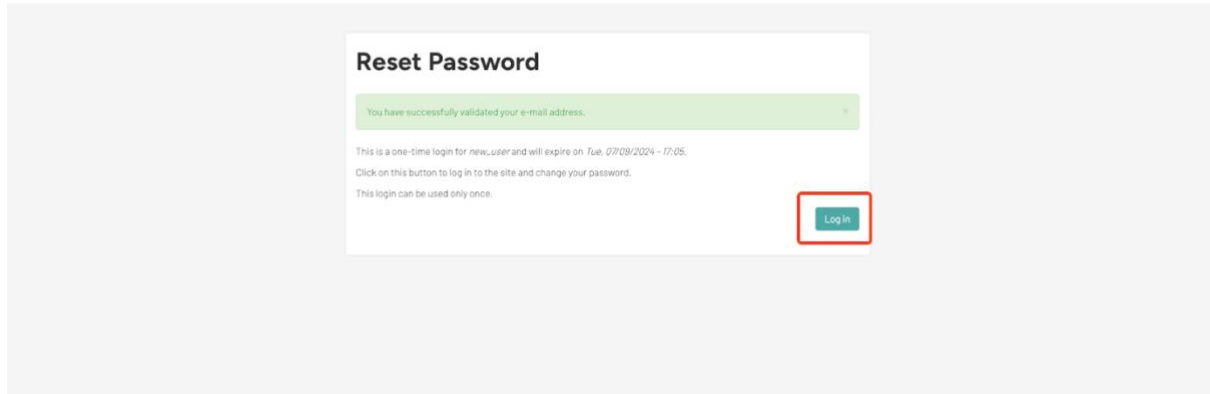 Reset Password
You have successfully validated your e-mail address.
×
This is a one-time login for new_user and will expire on Tue, 07/09/2024 - 17:05.
Click on this button to log in to the site and change your password.
This login can be used only once.
Log in